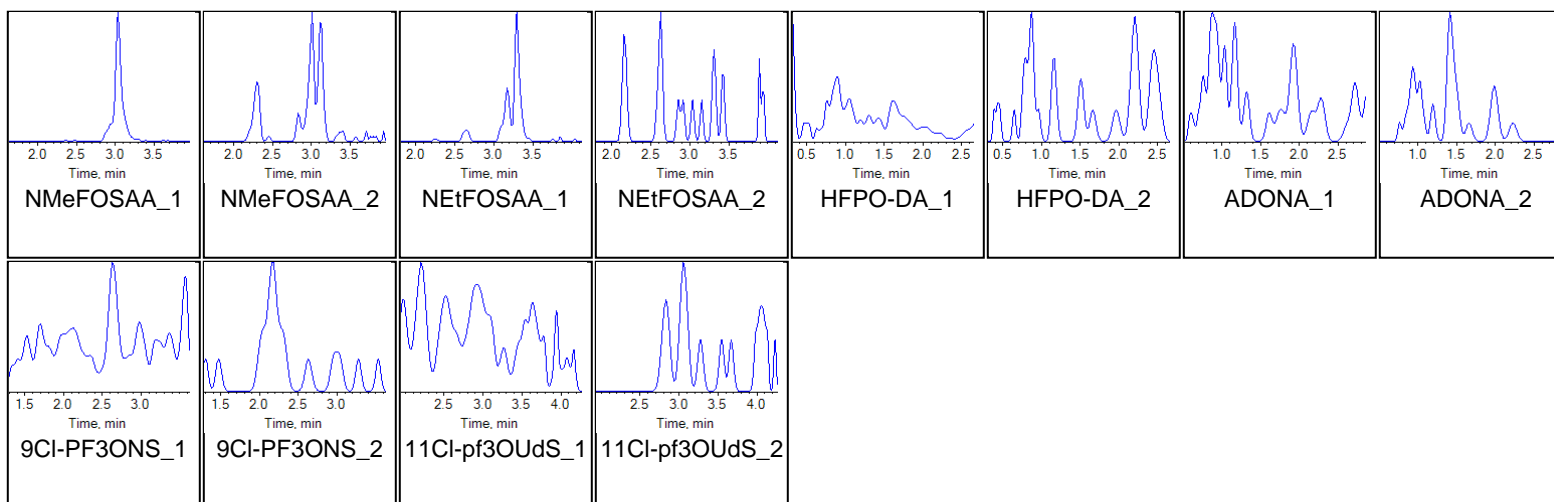 2.0 3.0 3.5 2.0 3.0 3.5 2.0 3.0 3.5 2.0 2.5 3.0 3.5 0.5 1.0 1.5 2.0 2.5 0.5 1.0 1.5 2.0 2.5 1.0 1.5 2.0 2.5 1.0 1.5 2.0 2.5
Time, min Time, min Time, min Time, min Time, min Time, min Time, min Time, min
NMeFOSAA_1 NMeFOSAA_2 NEtFOSAA_1 NEtFOSAA_2 HFPO-DA_1 HFPO-DA_2 ADONA_1 ADONA_2
1.5 2.0 2.5 3.0 1.5 2.0 2.5 3.0 2.5 3.0 3.5 4.0 2.5 3.0 3.5 4.0
Time, min Time, min Time, min Time, min
9Cl-PF3ONS_1 9Cl-PF3ONS_2 11Cl-pf3OUdS_1 11Cl-pf3OUdS_2